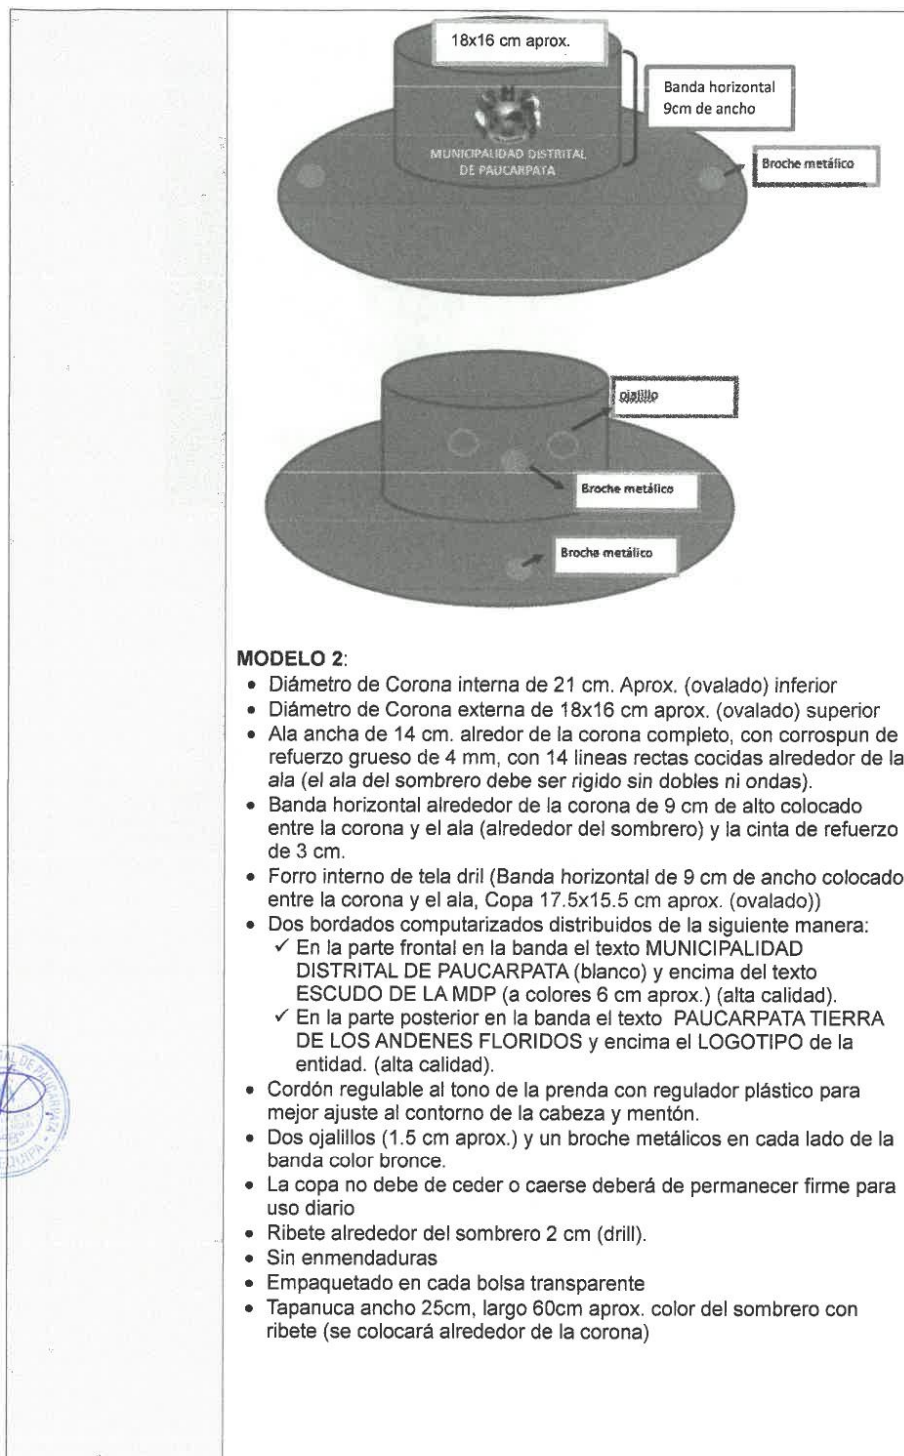 18x16 cm aprox.
Banda horizontal
9cm de ancho
MUNICIPALIDAD DISTRITAL
DE PAUCARPATA
Broche metálico
ojalillo
Broche metálico
Broche metálico
MODELO 2:
• Diámetro de Corona interna de 21 cm. Aprox. (ovalado) inferior
• Diámetro de Corona externa de 18x16 cm aprox. (ovalado) superior
• Ala ancha de 14 cm. alredor de la corona completo, con corrospun de
refuerzo grueso de 4 mm, con 14 lineas rectas cocidas alrededor de la
ala (el ala del sombrero debe ser rigido sin dobles ni ondas).
• Banda horizontal alrededor de la corona de 9 cm de alto colocado
entre la corona y el ala (alrededor del sombrero) y la cinta de refuerzo
de 3 cm.
• Forro interno de tela dril (Banda horizontal de 9 cm de ancho colocado
entre la corona y el ala, Copa 17.5x15.5 cm aprox. (ovalado))
• Dos bordados computarizados distribuidos de la siguiente manera:
✓ En la parte frontal en la banda el texto MUNICIPALIDAD
DISTRITAL DE PAUCARPATA (blanco) y encima del texto
ESCUDO DE LA MDP (a colores 6 cm aprox.) (alta calidad).
✓ En la parte posterior en la banda el texto PAUCARPATA TIERRA
DE LOS ANDENES FLORIDOS y encima el LOGOTIPO de la
entidad. (alta calidad).
• Cordón regulable al tono de la prenda con regulador plástico para
mejor ajuste al contorno de la cabeza y mentón.
• Dos ojalillos (1.5 cm aprox.) y un broche metálicos en cada lado de la
banda color bronce.
• La copa no debe de ceder o caerse deberá de permanecer firme para
uso diario
• Ribete alrededor del sombrero 2 cm (drill).
• Sin enmendaduras
• Empaquetado en cada bolsa transparente
• Tapanuca ancho 25cm, largo 60cm aprox. color del sombrero con
ribete (se colocará alrededor de la corona)